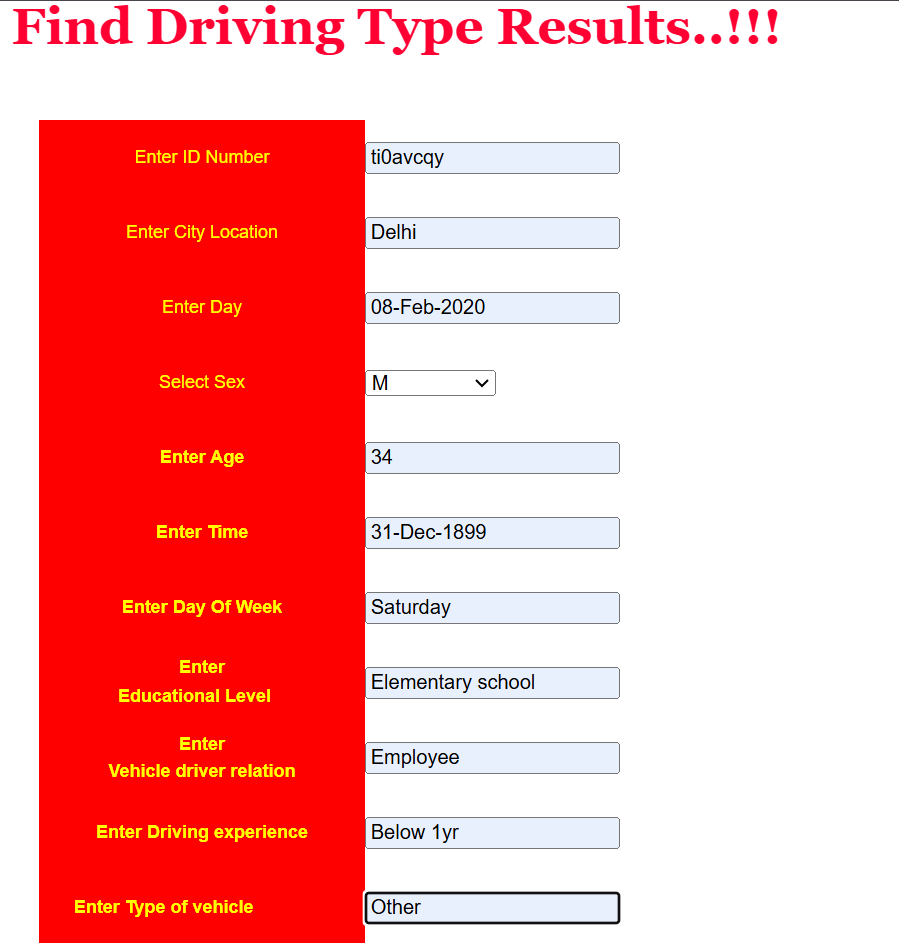 Find Driving Type Results..!!!
Enter ID Number ti0avcqy
Enter City Location Delhi
Enter Day 08-Feb-2020
Select Sex M
Enter Age 34
Enter Time 31-Dec-1899
Enter Day Of Week Saturday
Enter
Educational Level Elementary school
Enter
Vehicle driver relation Employee
Enter Driving experience Below 1yr
Enter Type of vehicle Other